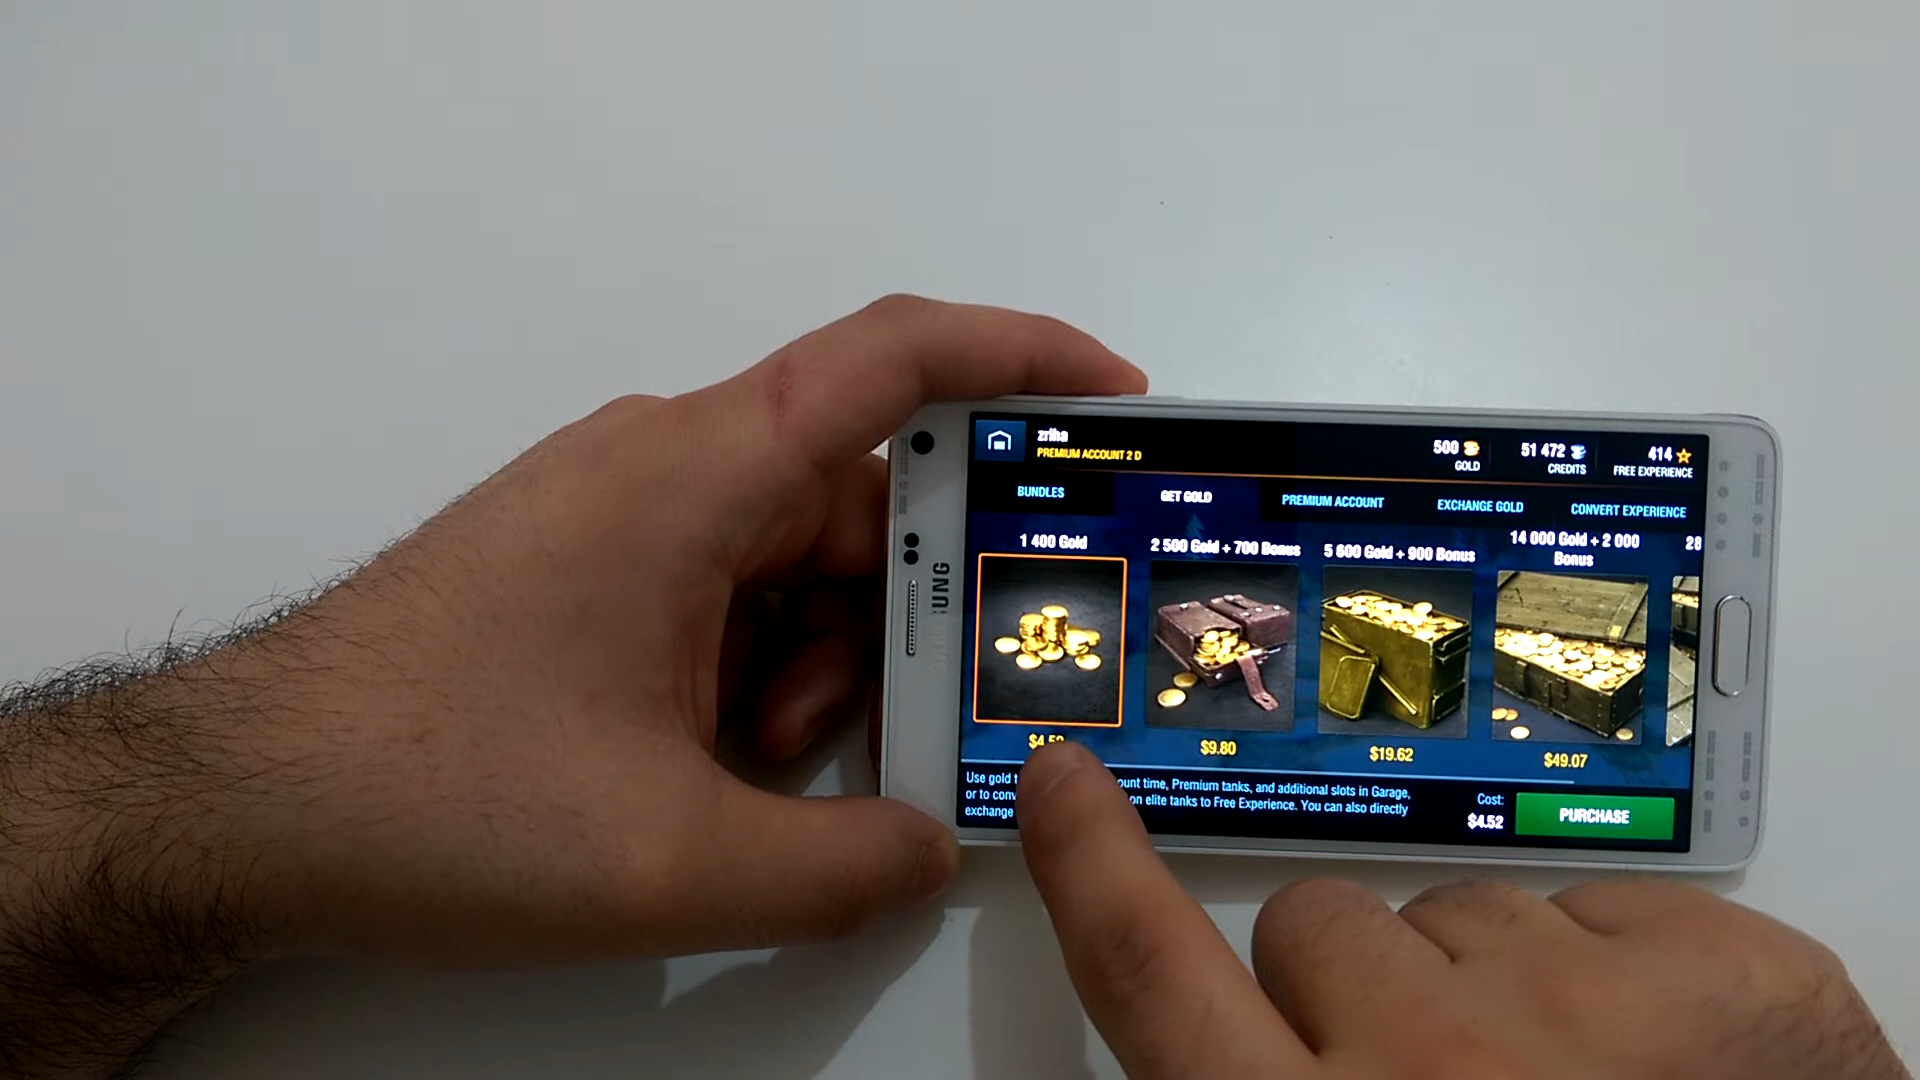 zriha
PREMIUM ACCOUNT 2 D
500
GOLD
51 472
CREDITS
414
FREE EXPERIENCE
BUNDLES
GET GOLD
PREMIUM ACCOUNT
EXCHANGE GOLD
CONVERT EXPERIENCE
1 400 Gold
2 500 Gold + 700 Bonus
5 600 Gold + 900 Bonus
14 000 Gold + 2 000
Bonus
28
$4.52
$9.80
$19.62
$49.07
Use gold t ount time, Premium tanks, and additional slots in Garage,
or to conv on elite tanks to Free Experience. You can also directly
exchange
Cost:
$4.52
PURCHASE
SAMSUNG